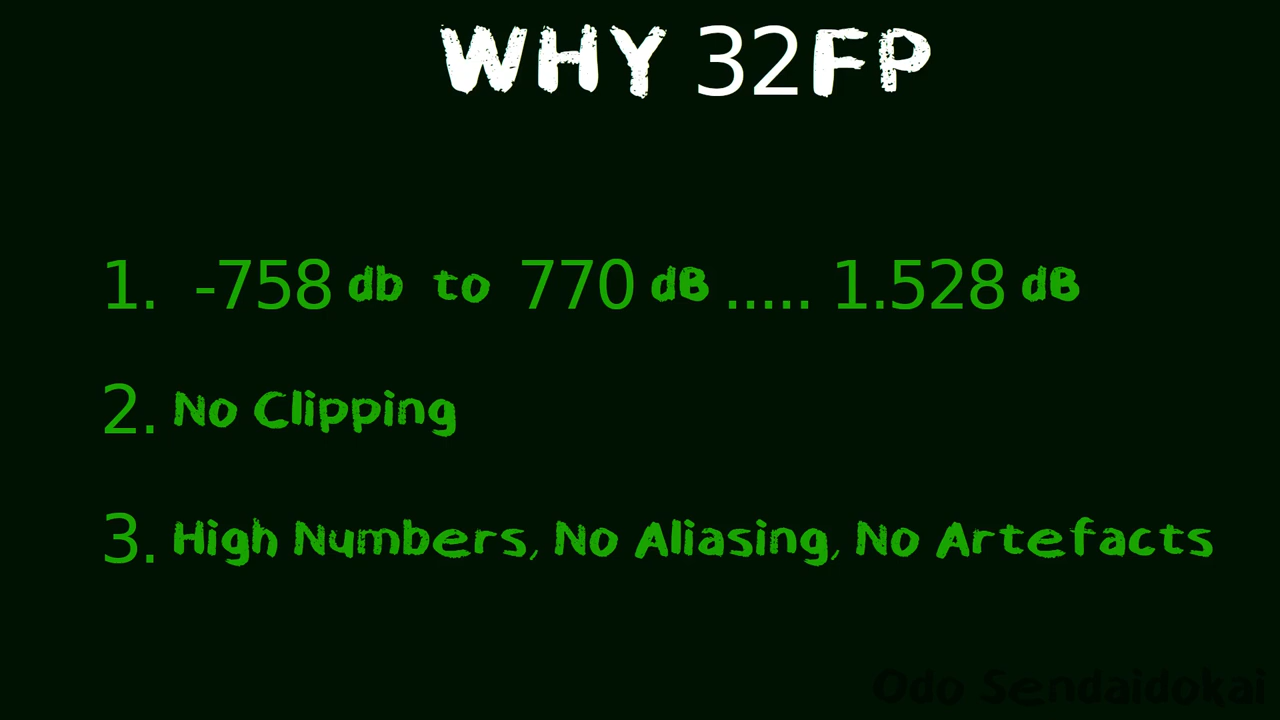 WHY 32FP
1. -758 db to 770 dB ..... 1.528 dB
2. No Clipping
3. High Numbers, No Aliasing, No Artefacts
Odo Sendaidokai